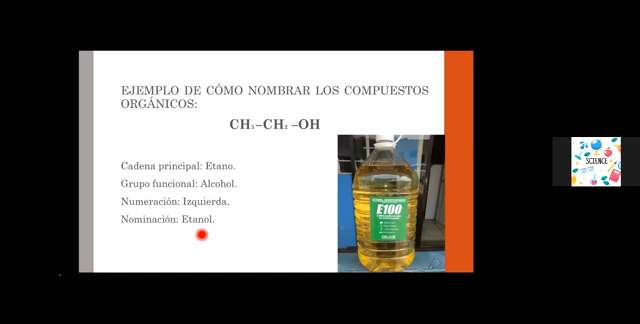 EJEMPLO DE CÓMO NOMBRAR LOS COMPUESTOS
ORGÁNICOS:
CH₃–CH₂ –OH
Cadena principal: Etano.
Grupo funcional: Alcohol.
Numeración: Izquierda.
Nominación: Etanol.
E100
SCIENCE